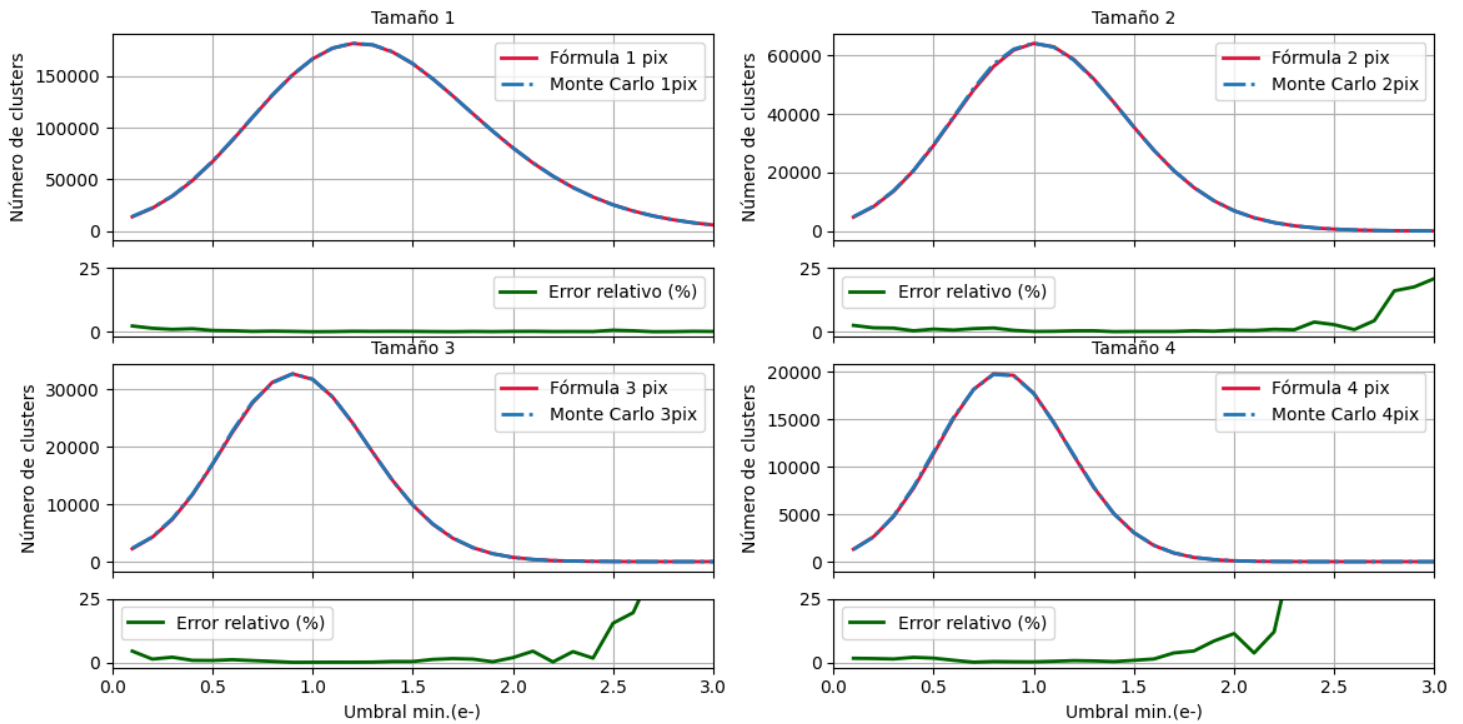 Tamaño 1
Número de clusters
150000
100000
50000
0
Fórmula 1 pix
Monte Carlo 1pix
25
0
Error relativo (%)
Tamaño 2
Número de clusters
60000
40000
20000
0
Fórmula 2 pix
Monte Carlo 2pix
25
0
Error relativo (%)
Tamaño 3
Número de clusters
30000
20000
10000
0
Fórmula 3 pix
Monte Carlo 3pix
25
0
Error relativo (%)
0.0 0.5 1.0 1.5 2.0 2.5 3.0
Umbral min.(e-)
Tamaño 4
Número de clusters
20000
15000
10000
5000
0
Fórmula 4 pix
Monte Carlo 4pix
25
0
Error relativo (%)
0.0 0.5 1.0 1.5 2.0 2.5 3.0
Umbral min.(e-)